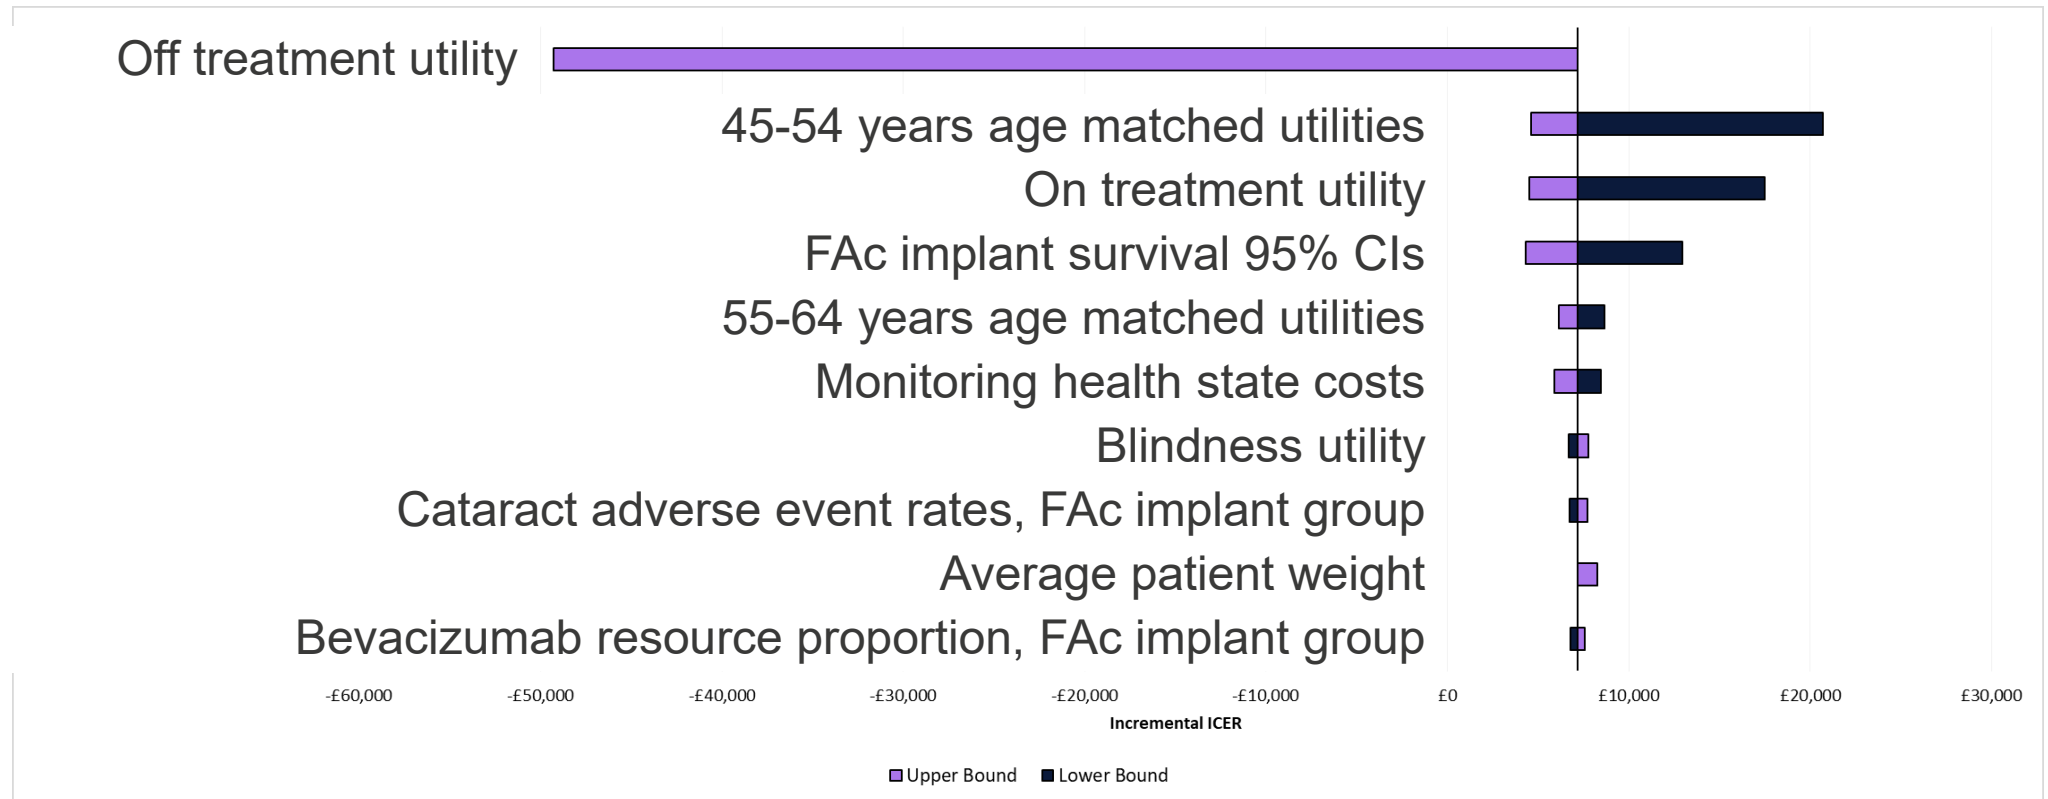 Off treatment utility
45-54 years age matched utilities
On treatment utility
FAc implant survival 95% CIs
55-64 years age matched utilities
Monitoring health state costs
Blindness utility
Cataract adverse event rates, FAc implant group
Average patient weight
Bevacizumab resource proportion, FAc implant group
-£60,000 -£50,000 -£40,000 -£30,000 -£20,000 -£10,000 £0 £10,000 £20,000 £30,000
Incremental ICER
Upper Bound Lower Bound